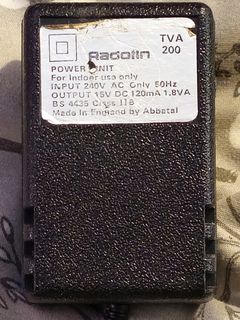 TVA
Radofin 200
POWER UNIT
For Indoor use only
INPUT 240V AC Only 50Hz
OUTPUT 15V DC 120mA 1.8VA
BS 4435 Class IIB
Made in England by Abbatal